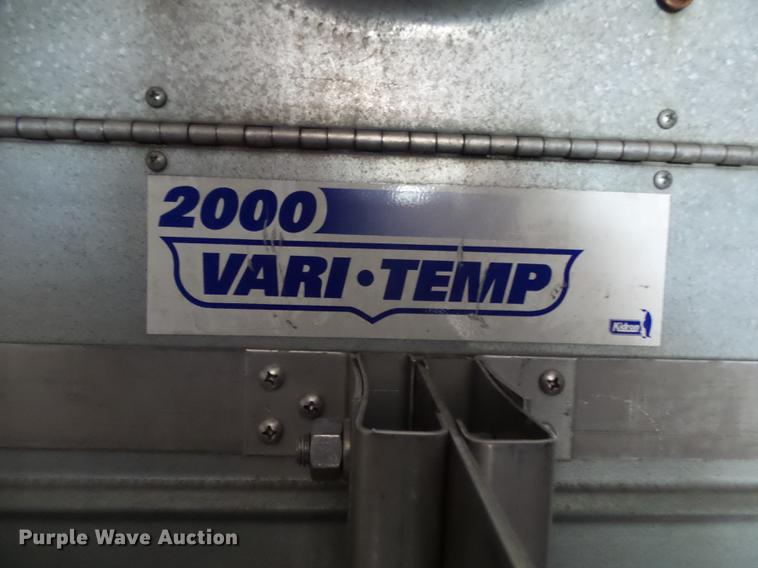 2000
VARI • TEMP
Kidron
Purple Wave Auction